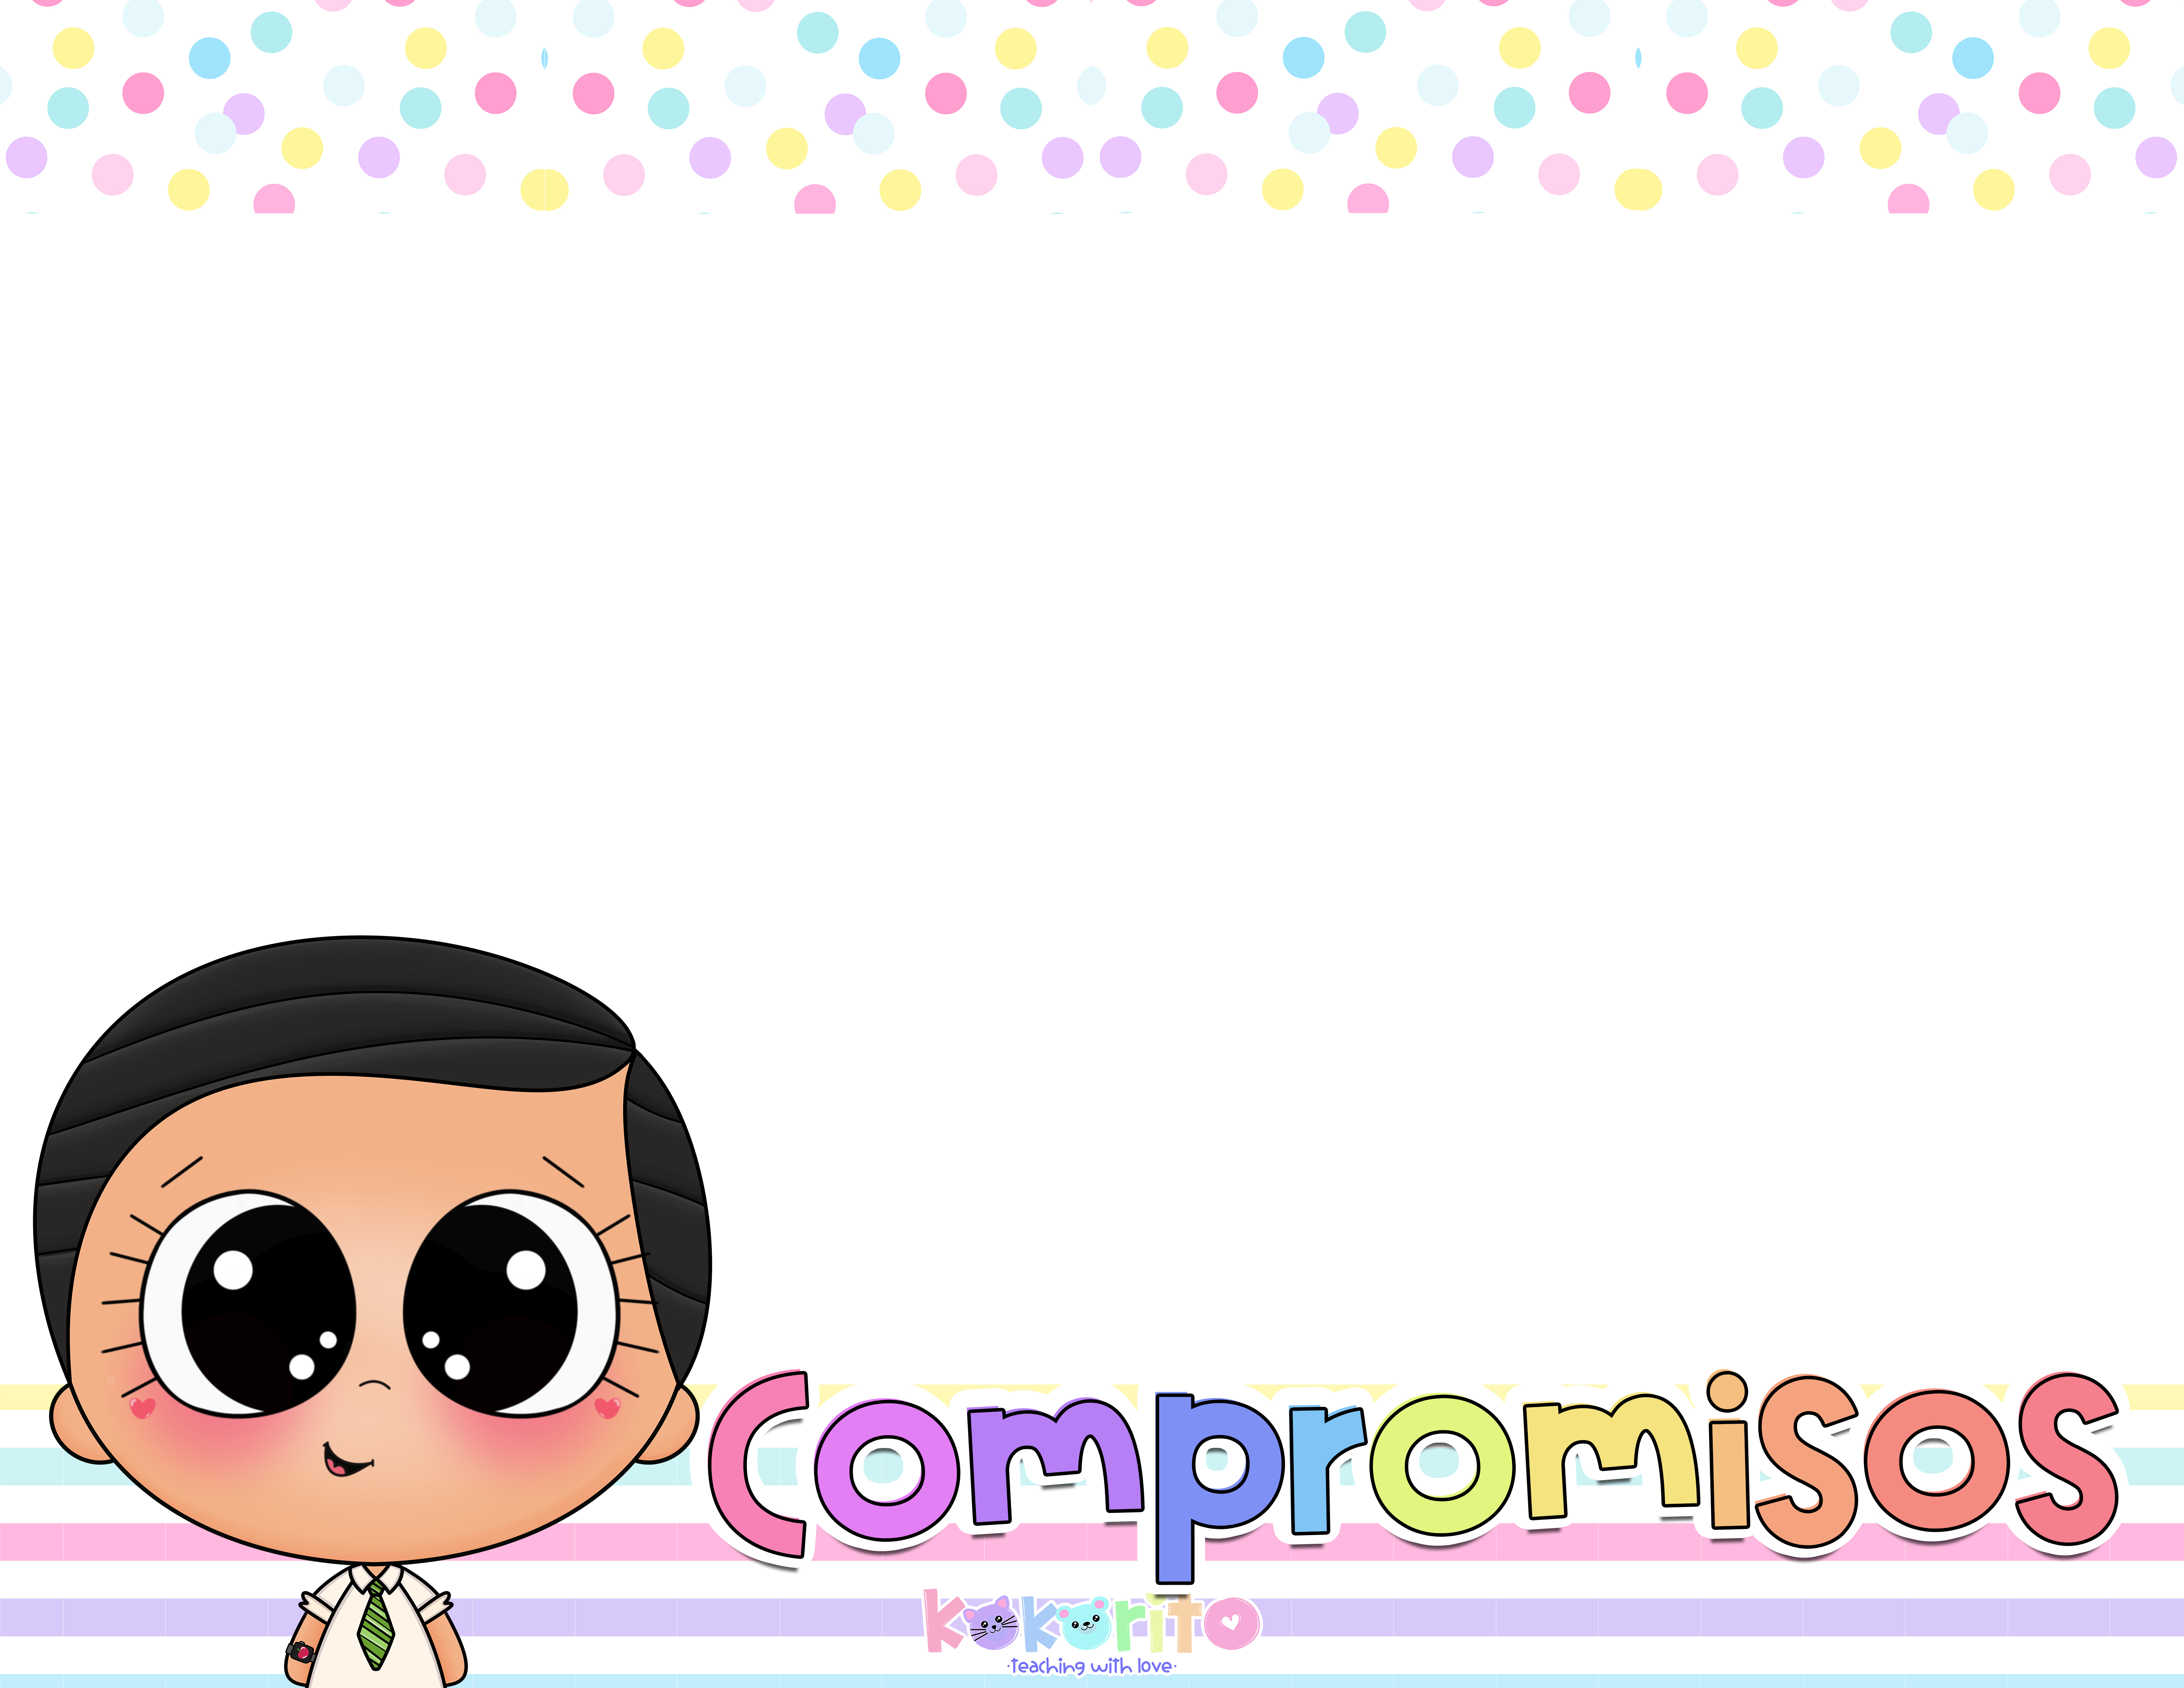 Compromisos
kokorito
·teaching with love·